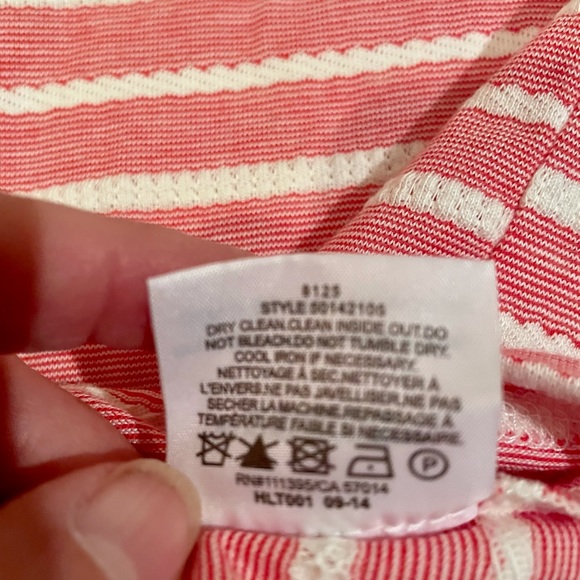 8125
STYLE 50142105
DRY CLEAN.CLEAN INSIDE OUT.DO
NOT BLEACH.DO NOT TUMBLE DRY.
COOL IRON IF NECESSARY.
NETTOYAGE À SEC.NETTOYER À
L'ENVERS.NE PAS JAVELLISER.NE PAS
SECHER LA MACHINE.REPASSAGE À
TEMPÉRATURE FAIBLE SI NECESSAIRE.
P
RN#111395/CA 57014
HLT001 09-14